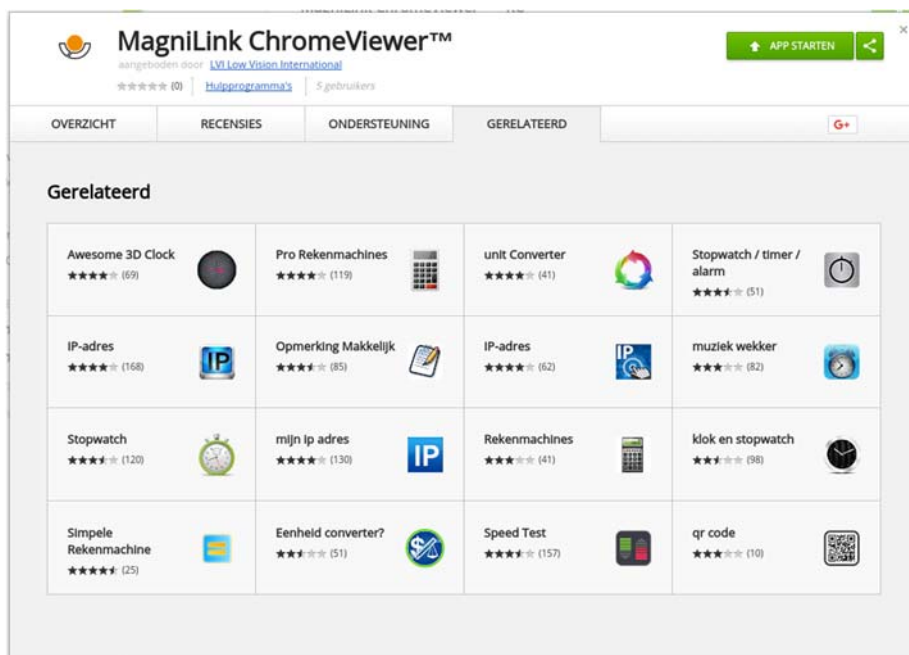 MagniLink ChromeViewer™
APP STARTEN
aangeboden door LVI Low Vision International
(0) Hulpprogramma's 5 gebruikers
OVERZICHT RECENSIES ONDERSTEUNING GERELATEERD G+
Gerelateerd
Awesome 3D Clock
(69)
Pro Rekenmachines
(119)
unit Converter
(41)
Stopwatch / timer /
alarm
(51)
IP-adres
(168)
IP
Opmerking Makkelijk
(85)
IP-adres
(62)
IP
muziek wekker
(82)
Stopwatch
(120)
mijn ip adres
(130)
IP
Rekenmachines
(41)
klok en stopwatch
(98)
Simpele
Rekenmachine
(25)
Eenheid converter?
(51)
Speed Test
(157)
qr code
(10)